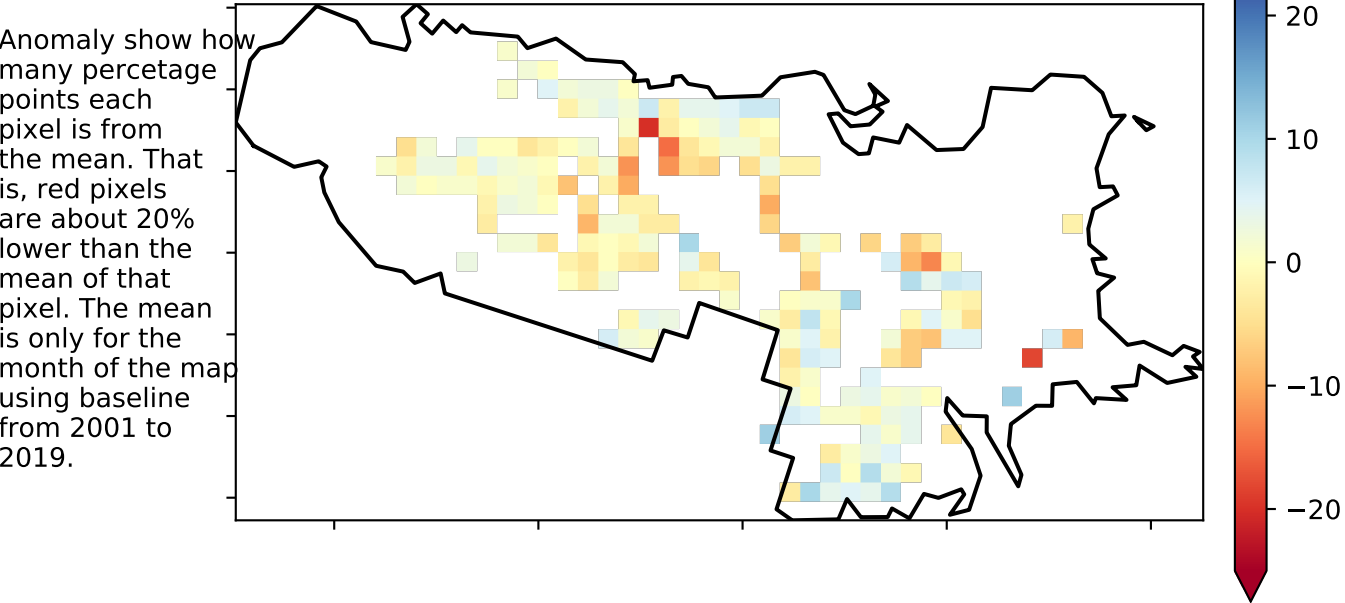 Anomaly show how
many percetage
points each
pixel is from
the mean. That
is, red pixels
are about 20%
lower than the
mean of that
pixel. The mean
is only for the
month of the map
using baseline
from 2001 to
2019.
20
10
0
−10
−20